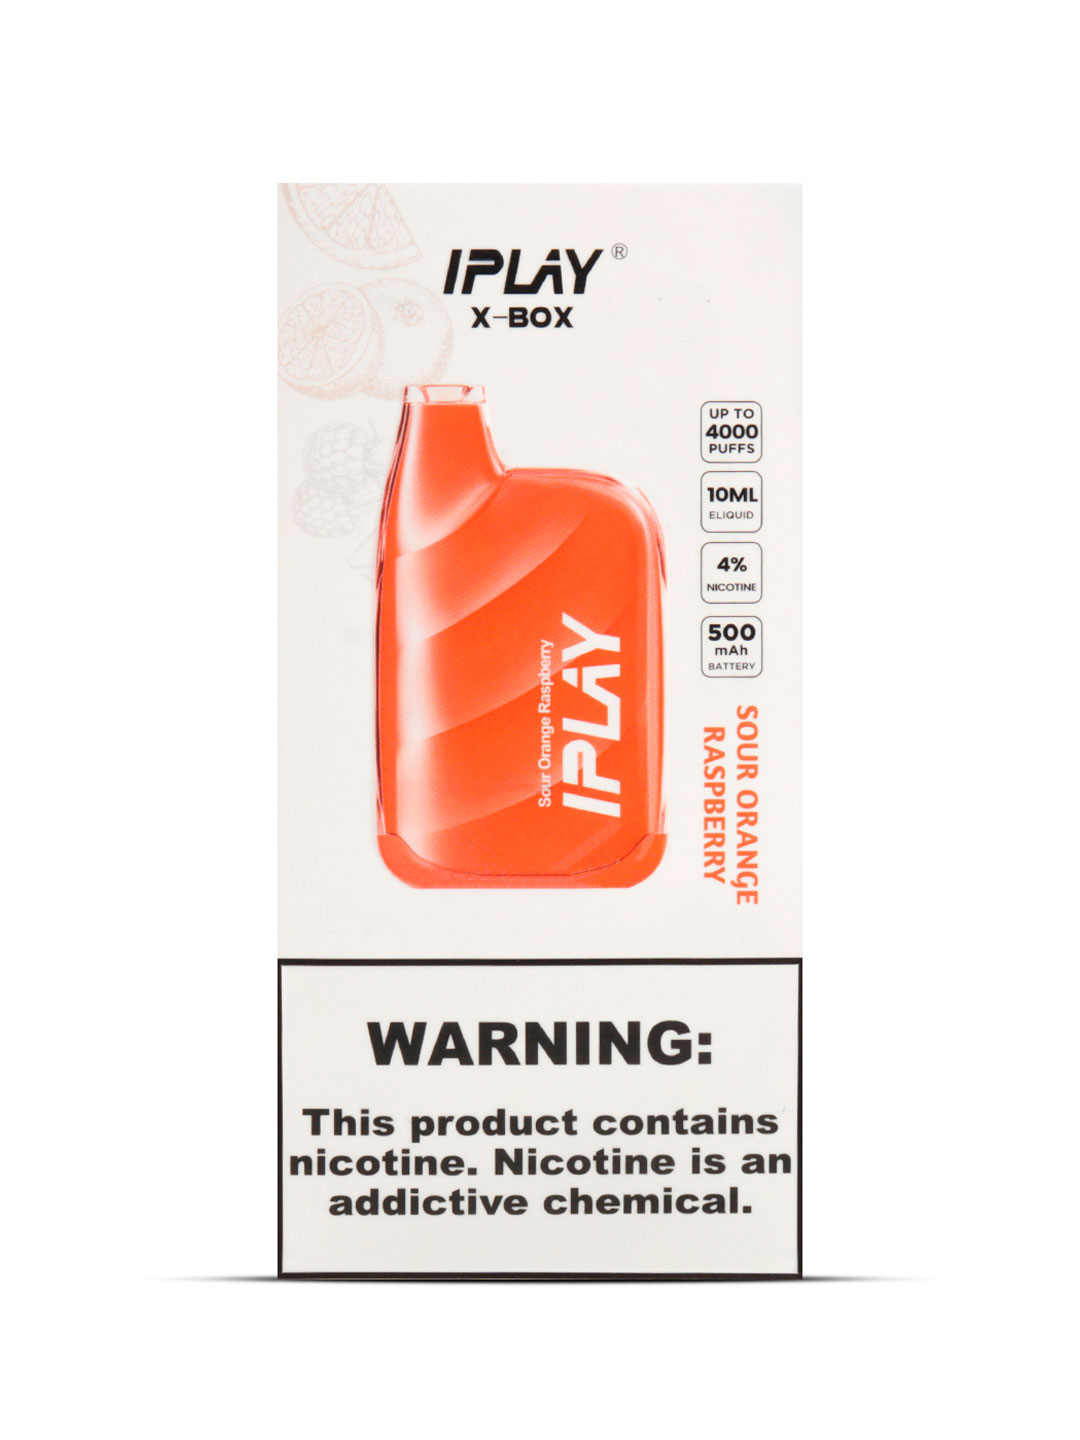 IPLAY®
X-BOX
UP TO
4000
PUFFS
10ML
ELIQUID
4%
NICOTINE
500
mAh
BATTERY
Sour Orange Raspberry
IPLAY
SOUR ORANGE
RASPBERRY
WARNING:
This product contains
nicotine. Nicotine is an
addictive chemical.